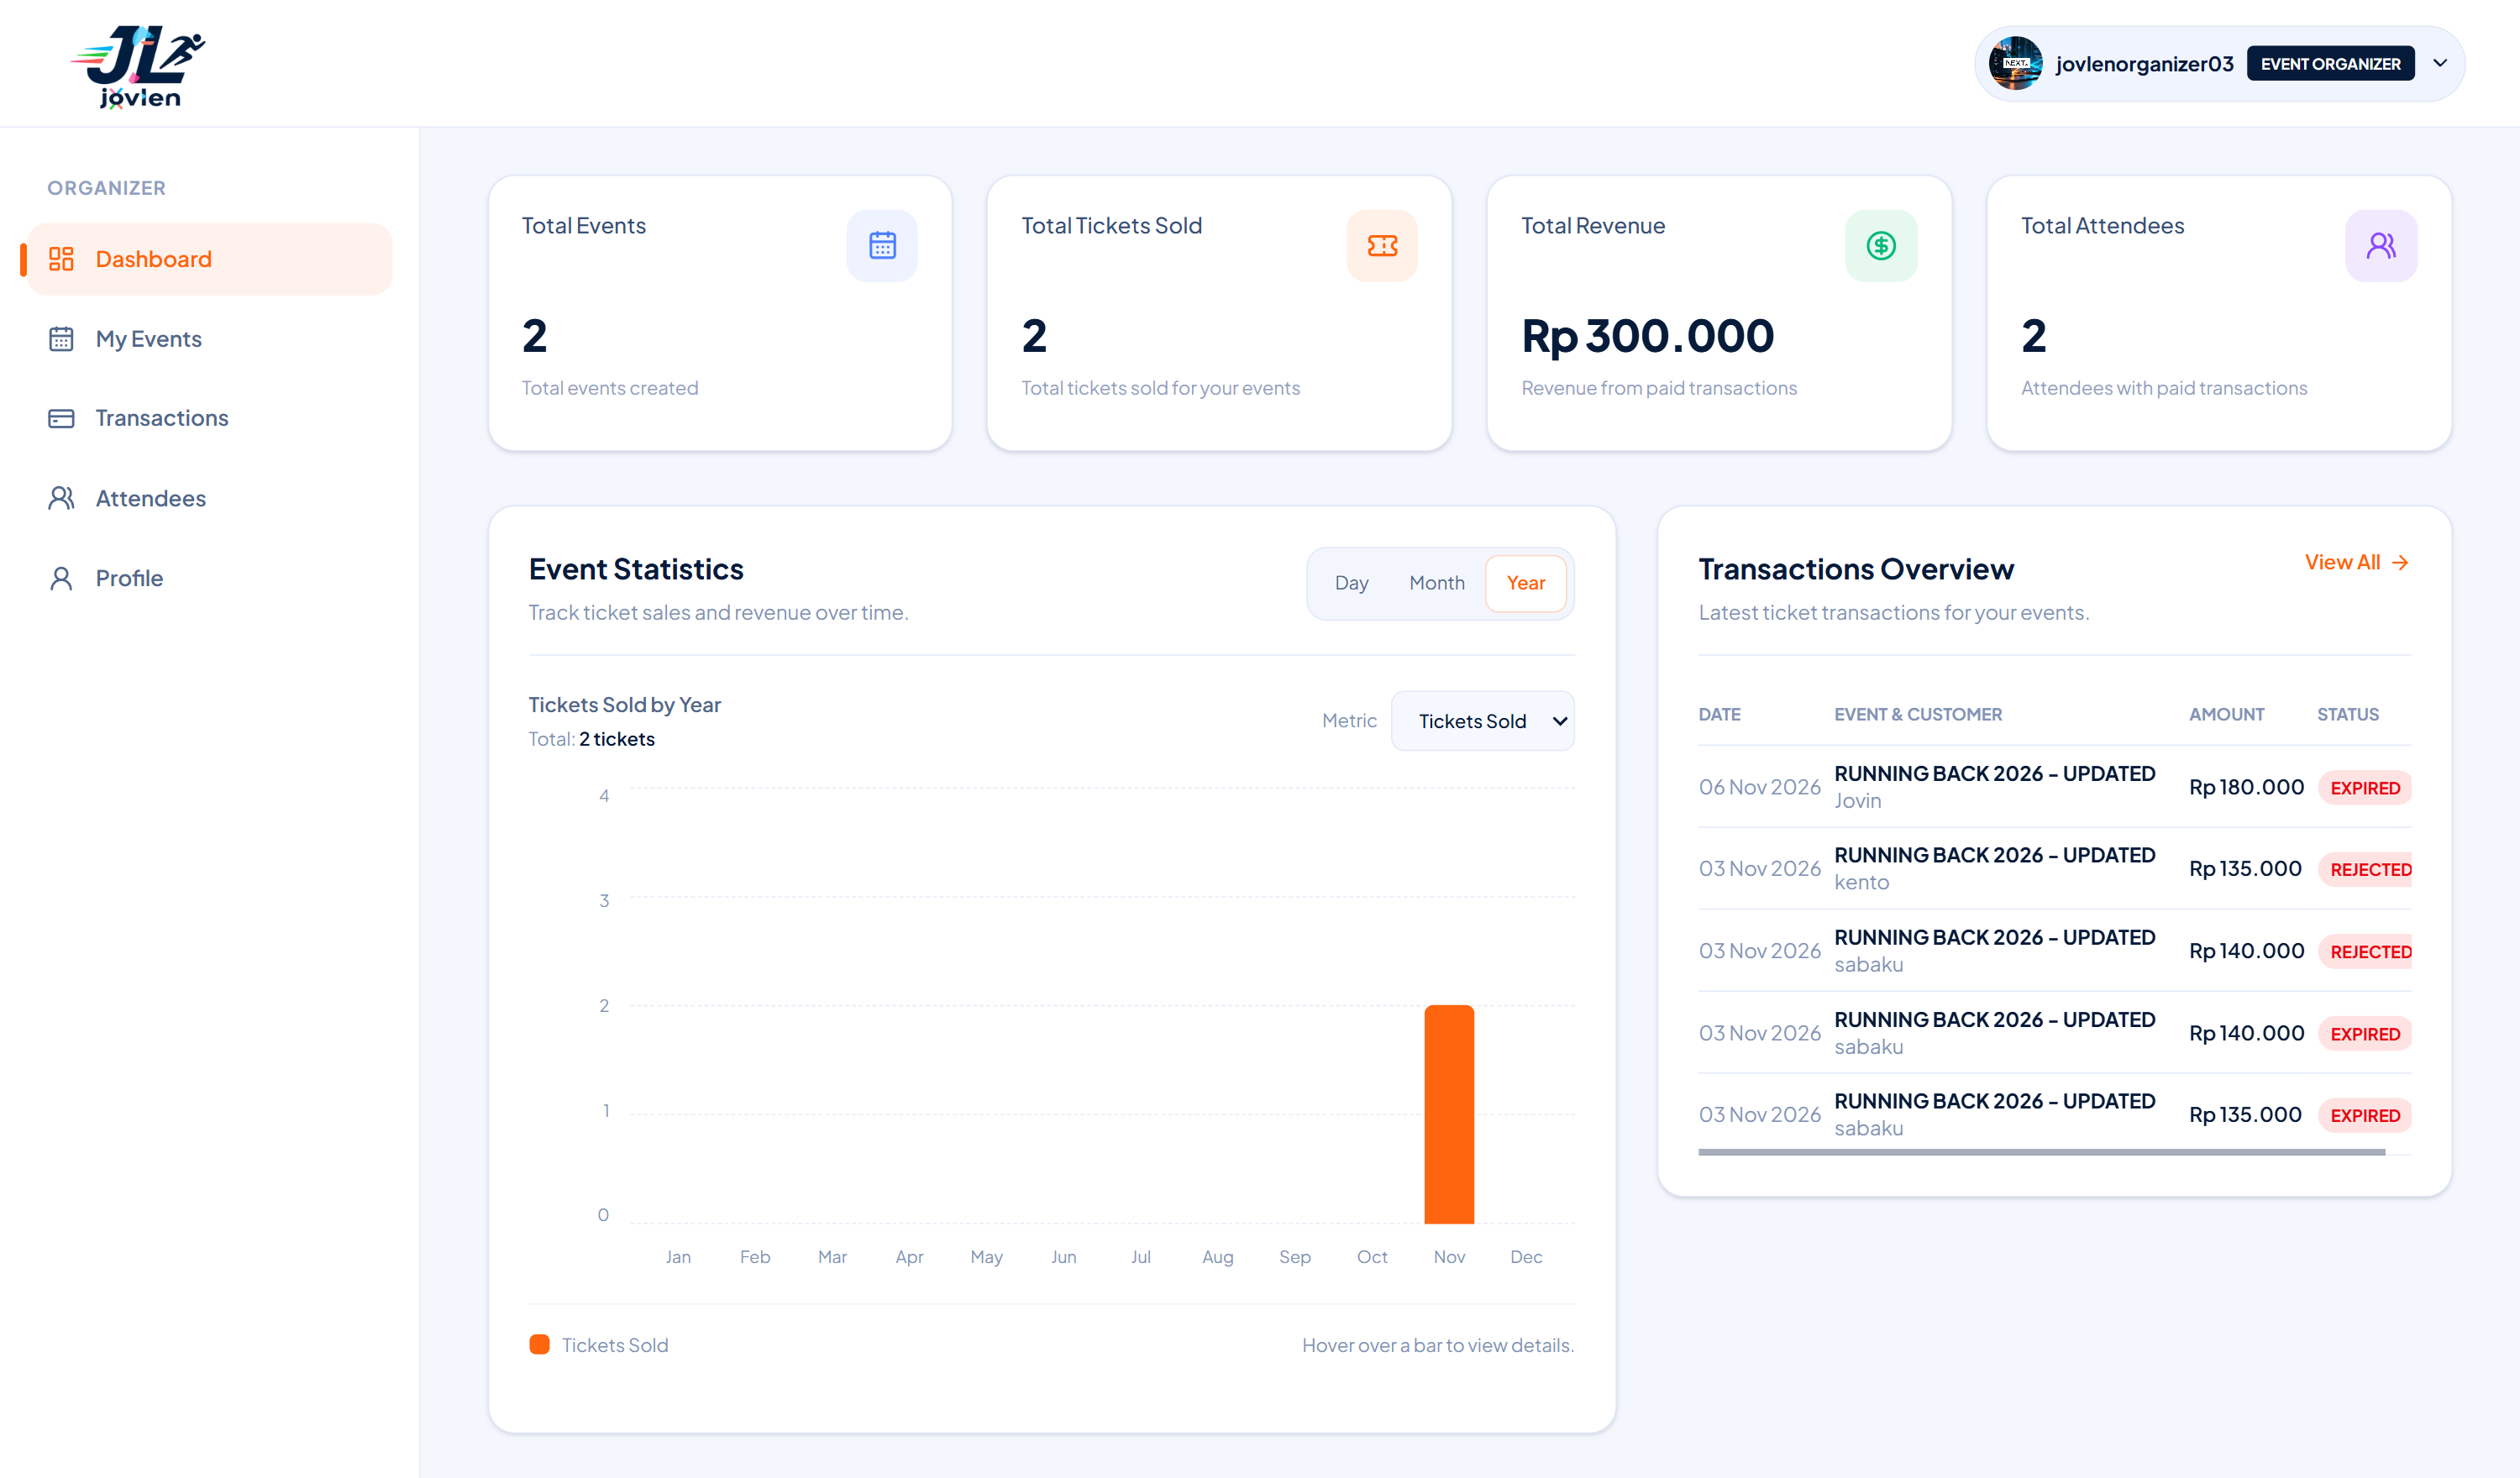 JL
jovlen
NEXT.
jovlenorganizer03
EVENT ORGANIZER
ORGANIZER
Dashboard
My Events
Transactions
Attendees
Profile
Total Events
2
Total events created
Total Tickets Sold
2
Total tickets sold for your events
Total Revenue
Rp 300.000
Revenue from paid transactions
Total Attendees
2
Attendees with paid transactions
Event Statistics
Track ticket sales and revenue over time.
Day Month Year
Tickets Sold by Year
Total: 2 tickets
Metric Tickets Sold
4
3
2
1
0
Jan Feb Mar Apr May Jun Jul Aug Sep Oct Nov Dec
Tickets Sold
Hover over a bar to view details.
Transactions Overview
View All
Latest ticket transactions for your events.
DATE EVENT & CUSTOMER AMOUNT STATUS
06 Nov 2026 RUNNING BACK 2026 - UPDATED Rp 180.000 EXPIRED
Jovin
03 Nov 2026 RUNNING BACK 2026 - UPDATED Rp 135.000 REJECTED
kento
03 Nov 2026 RUNNING BACK 2026 - UPDATED Rp 140.000 REJECTED
sabaku
03 Nov 2026 RUNNING BACK 2026 - UPDATED Rp 140.000 EXPIRED
sabaku
03 Nov 2026 RUNNING BACK 2026 - UPDATED Rp 135.000 EXPIRED
sabaku